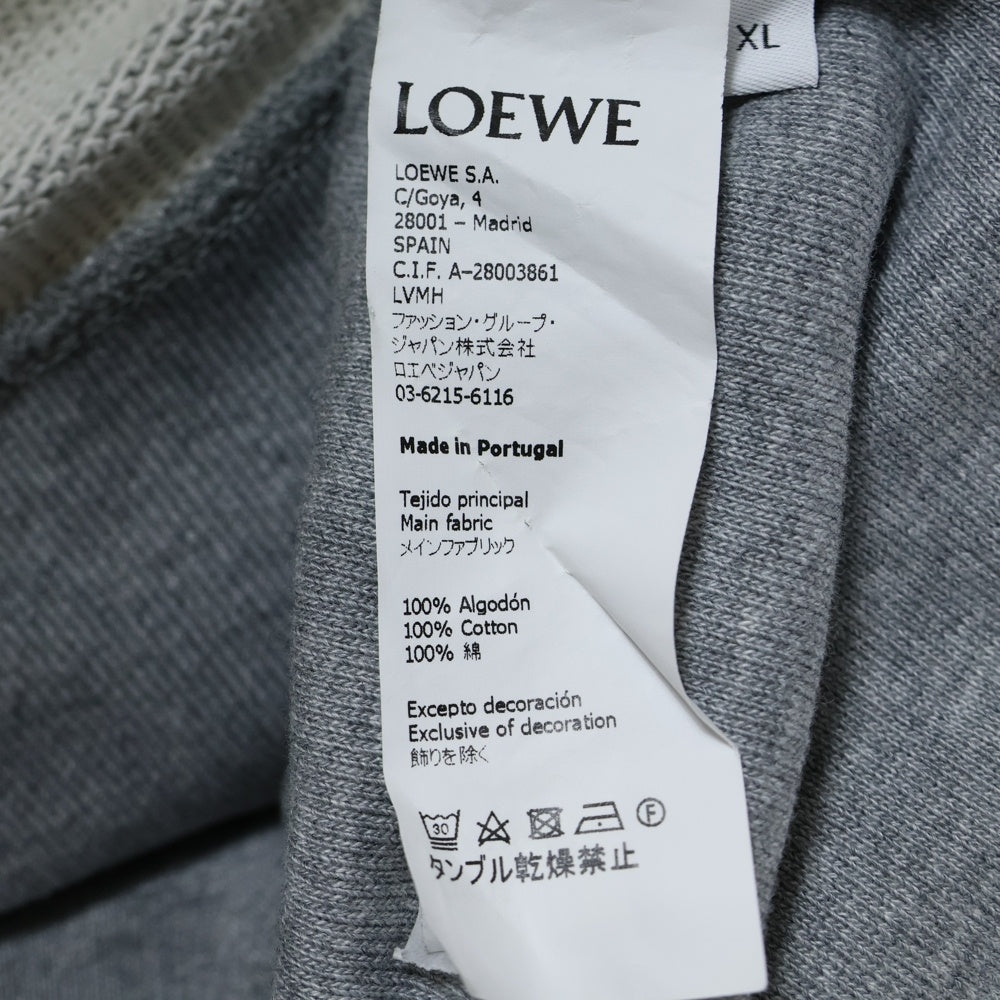 XL
LOEWE
LOEWE S.A.
C/Goya, 4
28001 – Madrid
SPAIN
C.I.F. A–28003861
LVMH
ファッション・グループ・
ジャパン株式会社
ロエベジャパン
03-6215-6116
Made in Portugal
Tejido principal
Main fabric
メインファブリック
100% Algodón
100% Cotton
100% 綿
Excepto decoración
Exclusive of decoration
飾りを除く
30
F
タンブル乾燥禁止